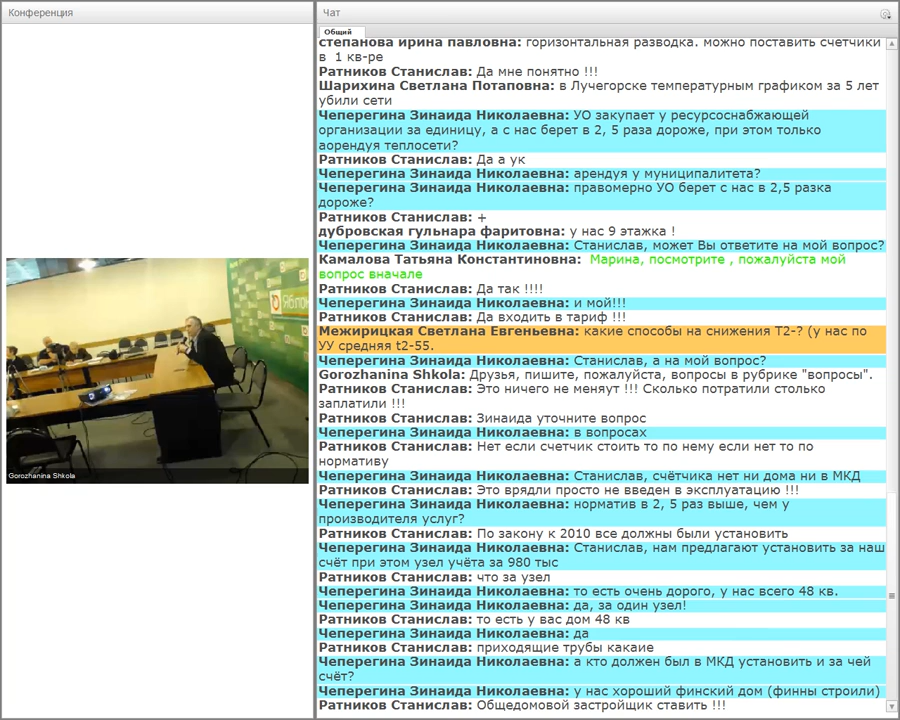 Конференция
Чат
Общий
степанова ирина павловна: горизонтальная разводка. можно поставить счетчики
в 1 кв-ре
Ратников Станислав: Да мне понятно !!!
Шарихина Светлана Потаповна: в Лучегорске температурным графиком за 5 лет
убили сети
Чеперегина Зинаида Николаевна: УО закупает у ресурсоснабжающей
организации за единицу, а с нас берет в 2, 5 раза дороже, при этом только
аорендуя теплосети?
Ратников Станислав: Да а ук
Чеперегина Зинаида Николаевна: арендуя у муниципалитета?
Чеперегина Зинаида Николаевна: правомерно УО берет с нас в 2,5 разка
дороже?
Ратников Станислав: +
дубровская гульнара фаритовна: у нас 9 этажка !
Чеперегина Зинаида Николаевна: Станислав, может Вы ответите на мой вопрос?
Камалова Татьяна Константиновна: Марина, посмотрите , пожалуйста мой
вопрос вначале
Ратников Станислав: Да так !!!!
Чеперегина Зинаида Николаевна: и мой!!!
Ратников Станислав: Да входить в тариф !!!
Межирицкая Светлана Евгеньевна: какие способы на снижения Т2-? (у нас по
УУ средняя t2-55.
Чеперегина Зинаида Николаевна: Станислав, а на мой вопрос?
Gorozhanina Shkola: Друзья, пишите, пожалуйста, вопросы в рубрике "вопросы".
Ратников Станислав: Это ничего не меняут !!! Сколько потратили столько
заплатили !!!
Ратников Станислав: Зинаида уточните вопрос
Чеперегина Зинаида Николаевна: в вопросах
Ратников Станислав: Нет если счетчик стоить то по нему если нет то по
нормативу
Чеперегина Зинаида Николаевна: Станислав, счётчика нет ни дома ни в МКД
Ратников Станислав: Это врядли просто не введен в эксплуатацию !!!
Чеперегина Зинаида Николаевна: норматив в 2, 5 раз выше, чем у
производителя услуг?
Ратников Станислав: По закону к 2010 все должны были установить
Чеперегина Зинаида Николаевна: Станислав, нам предлагают установить за наш
счёт при этом узел учёта за 980 тыс
Ратников Станислав: что за узел
Чеперегина Зинаида Николаевна: то есть очень дорого, у нас всего 48 кв.
Чеперегина Зинаида Николаевна: да, за один узел!
Ратников Станислав: то есть у вас дом 48 кв
Чеперегина Зинаида Николаевна: да
Ратников Станислав: приходящие трубы какаие
Чеперегина Зинаида Николаевна: а кто должен был в МКД установить и за чей
счёт?
Чеперегина Зинаида Николаевна: у нас хороший финский дом (финны строили)
Ратников Станислав: Общедомовой застройщик ставить !!!
Gorozhanina Shkola